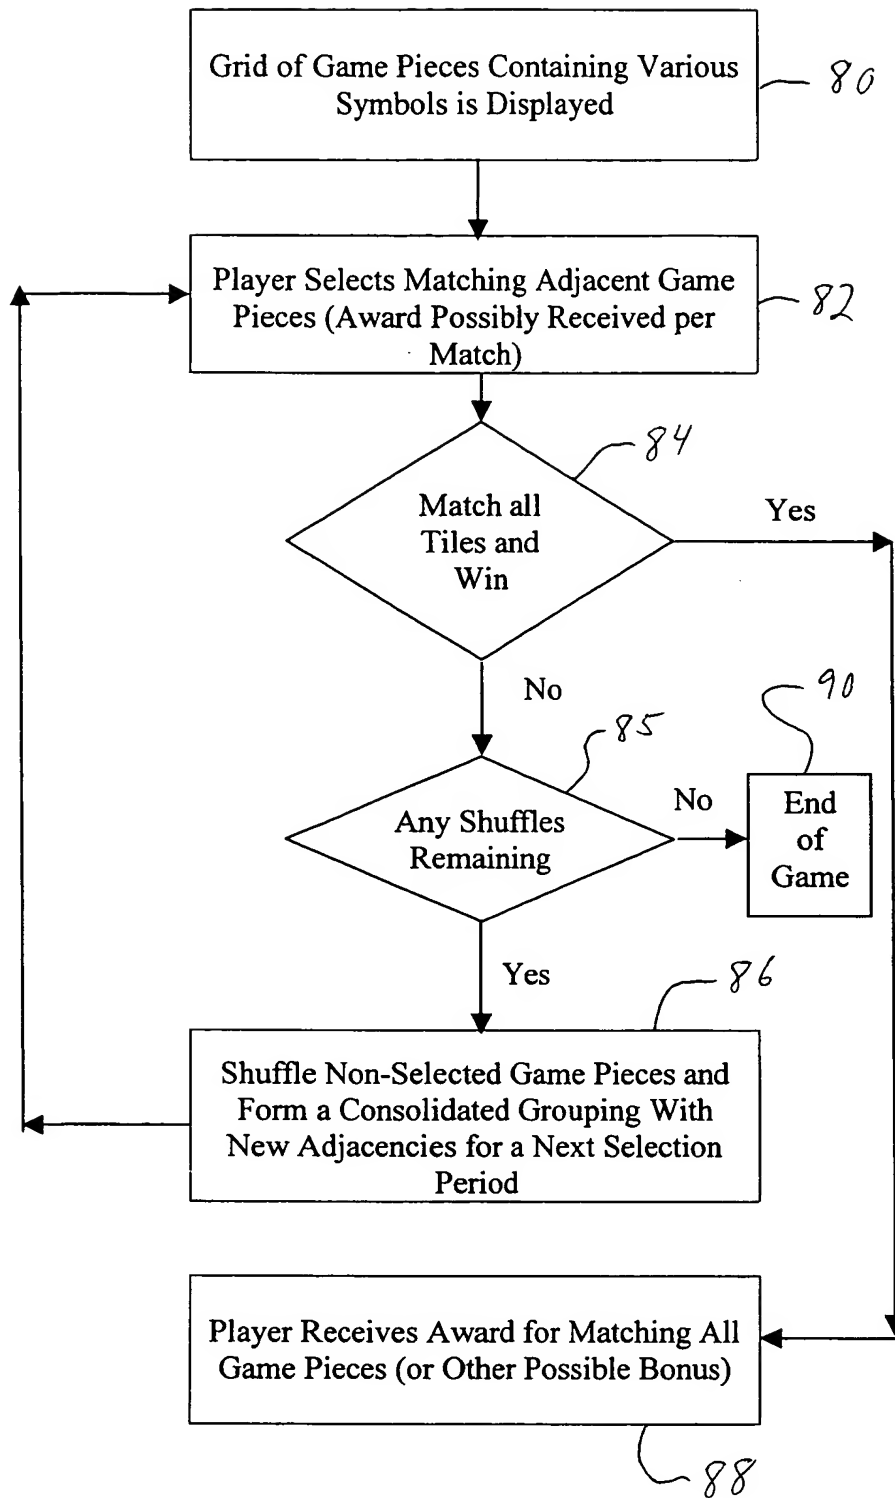 Grid of Game Pieces Containing Various
Symbols is Displayed
80
Player Selects Matching Adjacent Game
Pieces (Award Possibly Received per
Match)
82
84
Match all
Tiles and
Win
Yes
No
85
90
Any Shuffles
Remaining
No
End
of
Game
Yes
86
Shuffle Non-Selected Game Pieces and
Form a Consolidated Grouping With
New Adjacencies for a Next Selection
Period
Player Receives Award for Matching All
Game Pieces (or Other Possible Bonus)
88